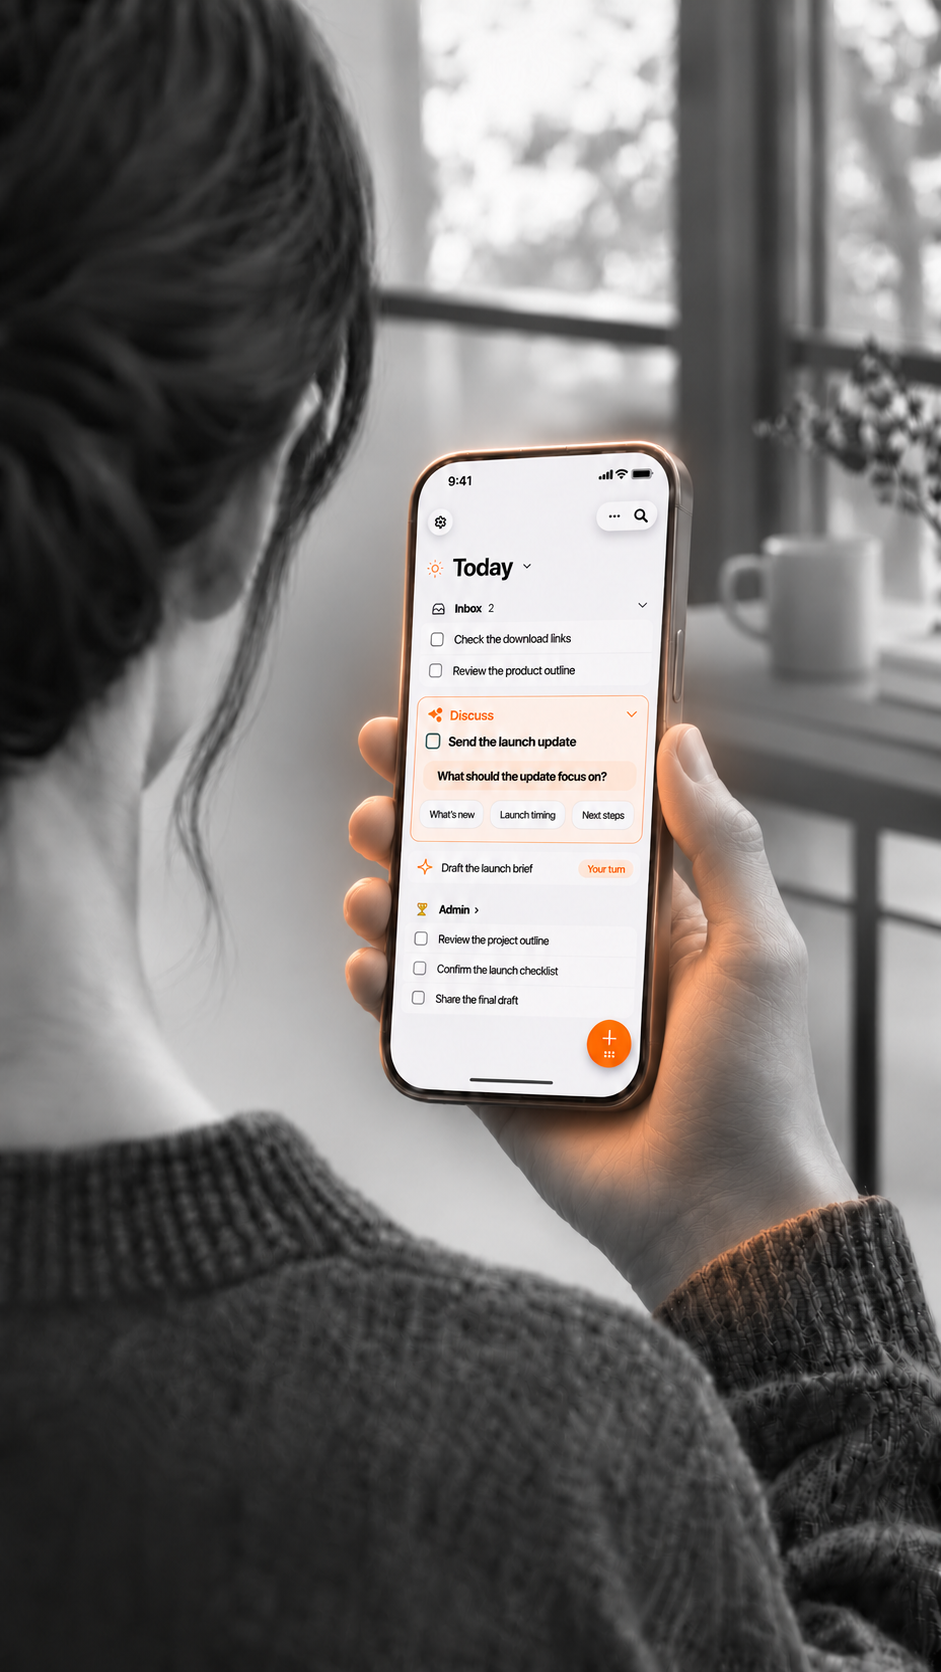 9:41
Today
Inbox 2
Check the download links
Review the product outline
Discuss
Send the launch update
What should the update focus on?
What's new
Launch timing
Next steps
Draft the launch brief
Your turn
Admin
Review the project outline
Confirm the launch checklist
Share the final draft